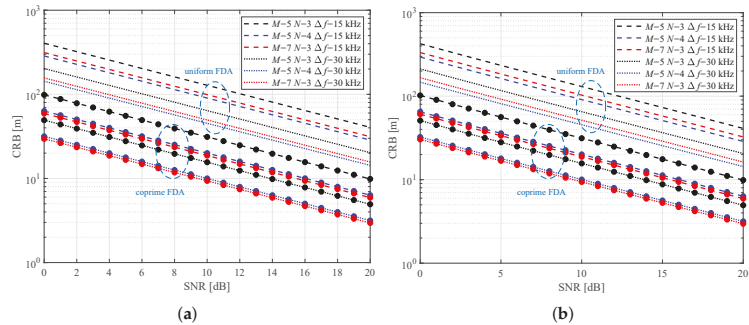 10³
10²
10¹
10⁰
CRB [m]
0 2 4 6 8 10 12 14 16 18 20
SNR [dB]
M=5 N=3 Δf=15 kHz
M=5 N=4 Δf=15 kHz
M=7 N=3 Δf=15 kHz
M=5 N=3 Δf=30 kHz
M=5 N=4 Δf=30 kHz
M=7 N=3 Δf=30 kHz
uniform FDA
coprime FDA
(a)
10³
10²
10¹
10⁰
CRB [m]
0 5 10 15 20
SNR [dB]
M=5 N=3 Δf=15 kHz
M=5 N=4 Δf=15 kHz
M=7 N=3 Δf=15 kHz
M=5 N=3 Δf=30 kHz
M=5 N=4 Δf=30 kHz
M=7 N=3 Δf=30 kHz
uniform FDA
coprime FDA
(b)